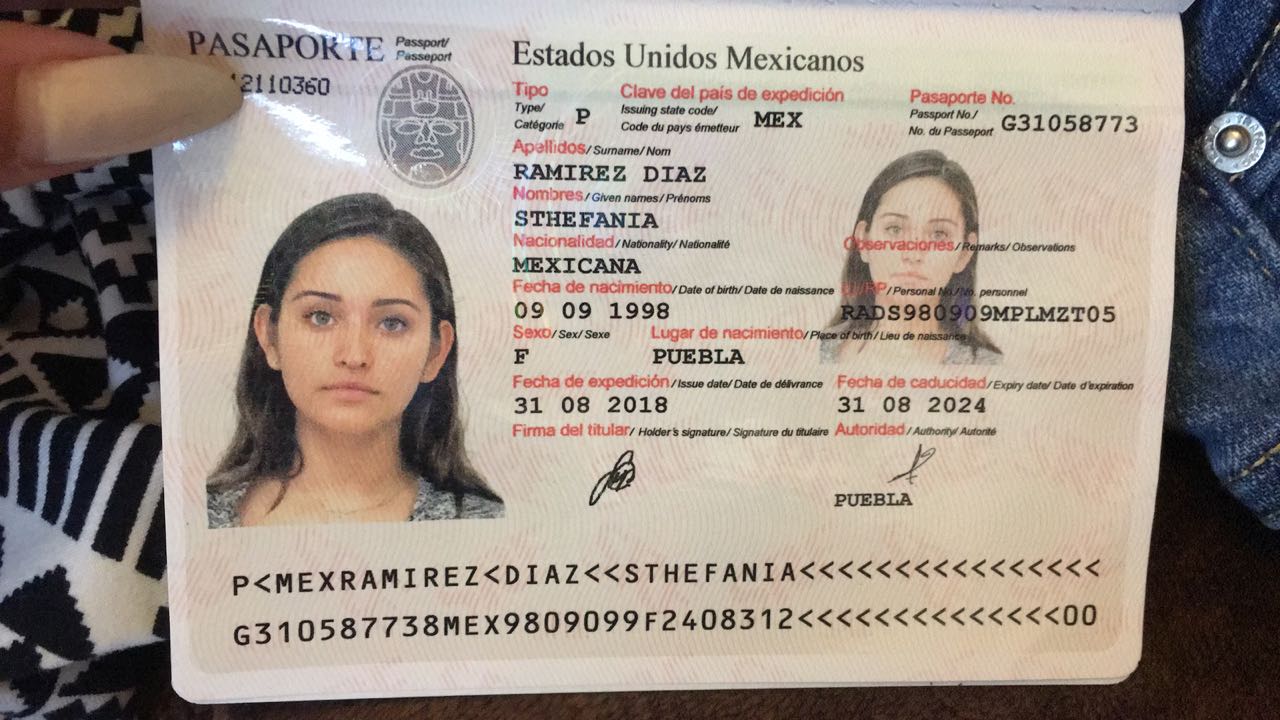 PASAPORTE Passport/ Passeport
Estados Unidos Mexicanos
Tipo Clave del país de expedición Pasaporte No.
Type/ Catégorie P Issuing state code/ Code du pays émetteur MEX Passport No./ No. du Passeport G31058773
Apellidos/Surname/Nom
RAMIREZ DIAZ
Nombres/Given names/Prénoms
STHEFANIA
Nacionalidad/Nationality/Nationalité Observaciones/Remarks/Observations
MEXICANA
Fecha de nacimiento/Date of birth/Date de naissance /Personal No./No. personnel
09 09 1998 RADS980909MPLMZT05
Sexo/Sex/Sexe Lugar de nacimiento/Place of birth/Lieu de naissance
F PUEBLA
Fecha de expedición/Issue date/Date de délivrance Fecha de caducidad/Expiry date/Date d'expiration
31 08 2018 31 08 2024
Firma del titular/Holder's signature/Signature du titulaire Autoridad/Authority/Autorité
PUEBLA
P<MEXRAMIREZ<DIAZ<<STHEFANIA<<<<<<<<<<<<<<<<
G310587738MEX9809099F2408312<<<<<<<<<<<<<<00